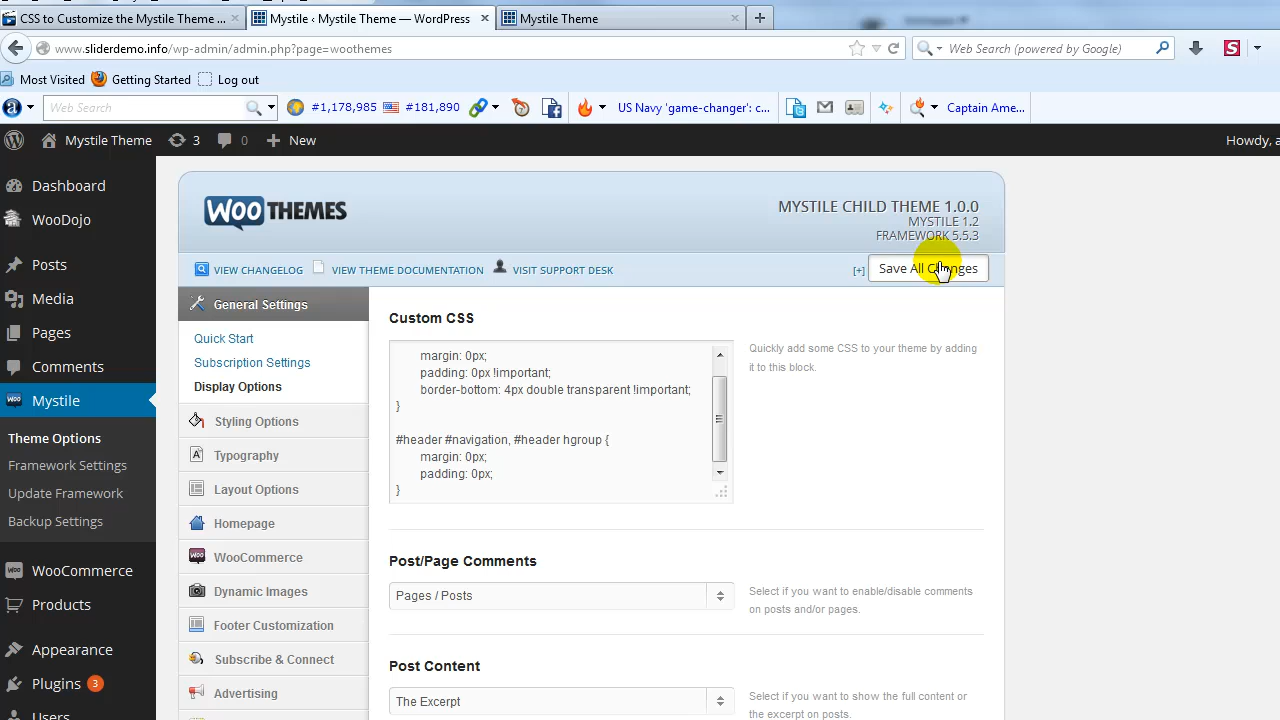 CSS to Customize the Mystile Theme ...
Mystile ‹ Mystile Theme — WordPress
Mystile Theme
www.sliderdemo.info/wp-admin/admin.php?page=woothemes
Web Search (powered by Google)
Most Visited
Getting Started
Log out
Web Search
#1,178,985
#181,890
US Navy 'game-changer': c...
Captain Ame...
Mystile Theme
3
0
New
Howdy, a
Dashboard
WooDojo
Posts
Media
Pages
Comments
Mystile
Theme Options
Framework Settings
Update Framework
Backup Settings
WooCommerce
Products
Appearance
Plugins 3
Users
WOOTHEMES
MYSTILE CHILD THEME 1.0.0
MYSTILE 1.2
FRAMEWORK 5.5.3
VIEW CHANGELOG
VIEW THEME DOCUMENTATION
VISIT SUPPORT DESK
[+]
Save All Changes
General Settings
Quick Start
Subscription Settings
Display Options
Styling Options
Typography
Layout Options
Homepage
WooCommerce
Dynamic Images
Footer Customization
Subscribe & Connect
Advertising
Custom CSS
margin: 0px;
padding: 0px !important;
border-bottom: 4px double transparent !important;
}
#header #navigation, #header hgroup {
margin: 0px;
padding: 0px;
}
Quickly add some CSS to your theme by adding
it to this block.
Post/Page Comments
Pages / Posts
Select if you want to enable/disable comments
on posts and/or pages.
Post Content
The Excerpt
Select if you want to show the full content or
the excerpt on posts.